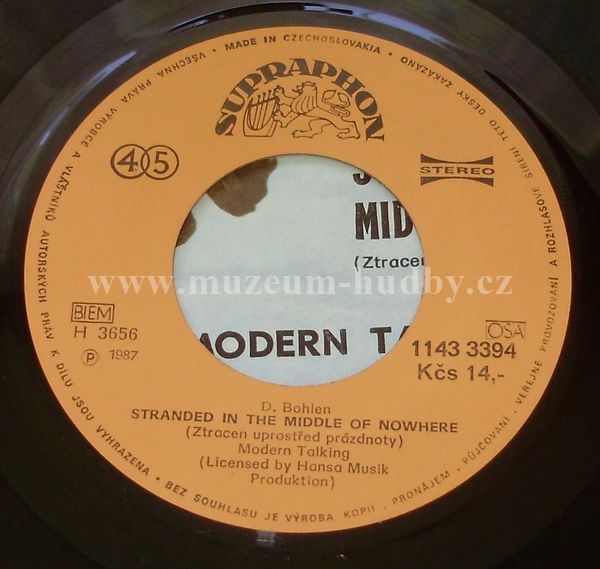 VŠECHNA PRÁVA VÝROBCE A VLASTNÍKŮ AUTORSKÝCH PRÁV K DÍLU JSOU VYHRAZENA • BEZ SOUHLASU JE VÝROBA KOPIÍ - PRONÁJEM - PŮJČOVÁNÍ - VEŘEJNÉ PROVOZOVÁNÍ A ROZHLASOVÉ ŠÍŘENÍ TÉTO DESKY ZAKÁZÁNO • MADE IN CZECHOSLOVAKIA •
SUPRAPHON
45
STEREO
S
MID
(Ztracen
MODERN TA
www.muzeum-hudby.cz
BIEM
OSA
H 3656
Ⓟ 1987
1143 3394
Kčs 14,-
D. Bohlen
STRANDED IN THE MIDDLE OF NOWHERE
(Ztracen uprostřed prázdnoty)
Modern Talking
(Licensed by Hansa Musik
Produktion)